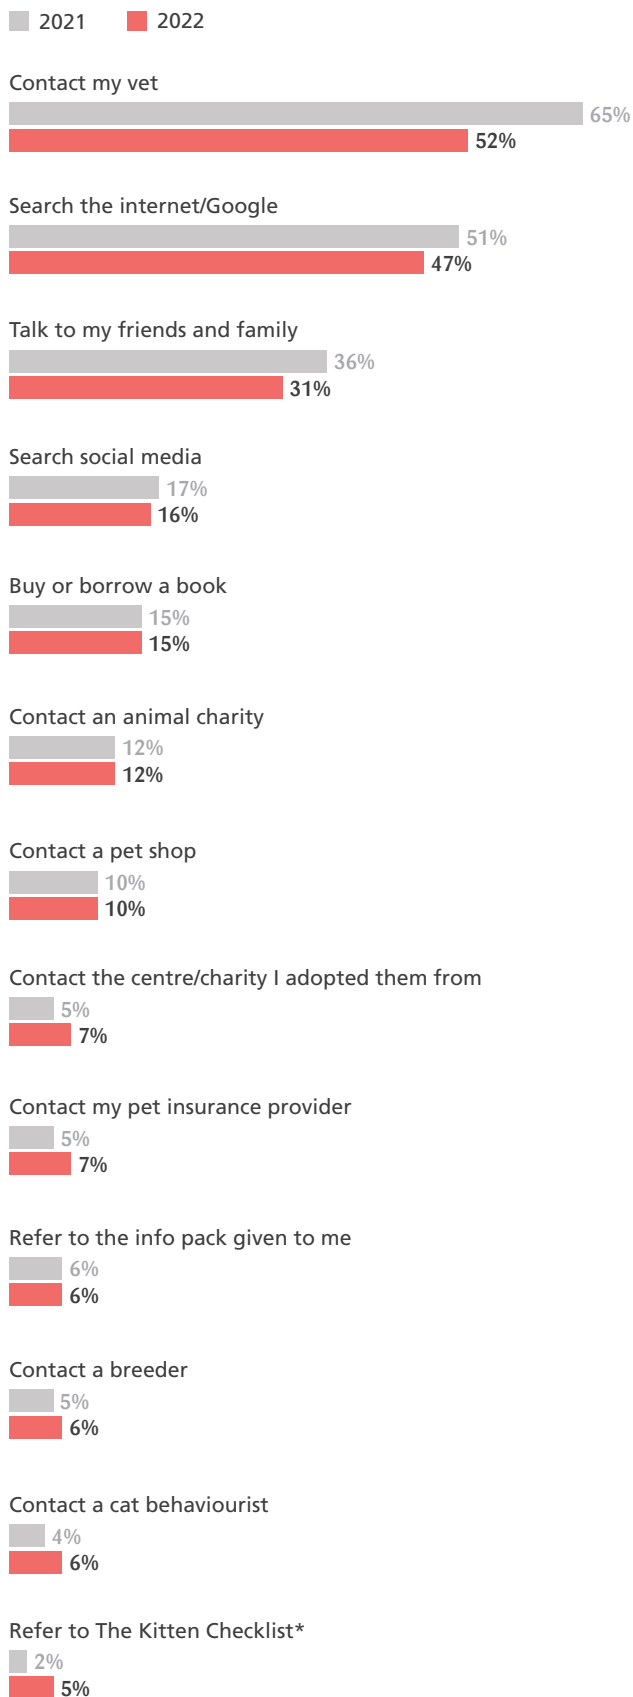 2021 2022
Contact my vet
65%
52%
Search the internet/Google
51%
47%
Talk to my friends and family
36%
31%
Search social media
17%
16%
Buy or borrow a book
15%
15%
Contact an animal charity
12%
12%
Contact a pet shop
10%
10%
Contact the centre/charity I adopted them from
5%
7%
Contact my pet insurance provider
5%
7%
Refer to the info pack given to me
6%
6%
Contact a breeder
5%
6%
Contact a cat behaviourist
4%
6%
Refer to The Kitten Checklist*
2%
5%